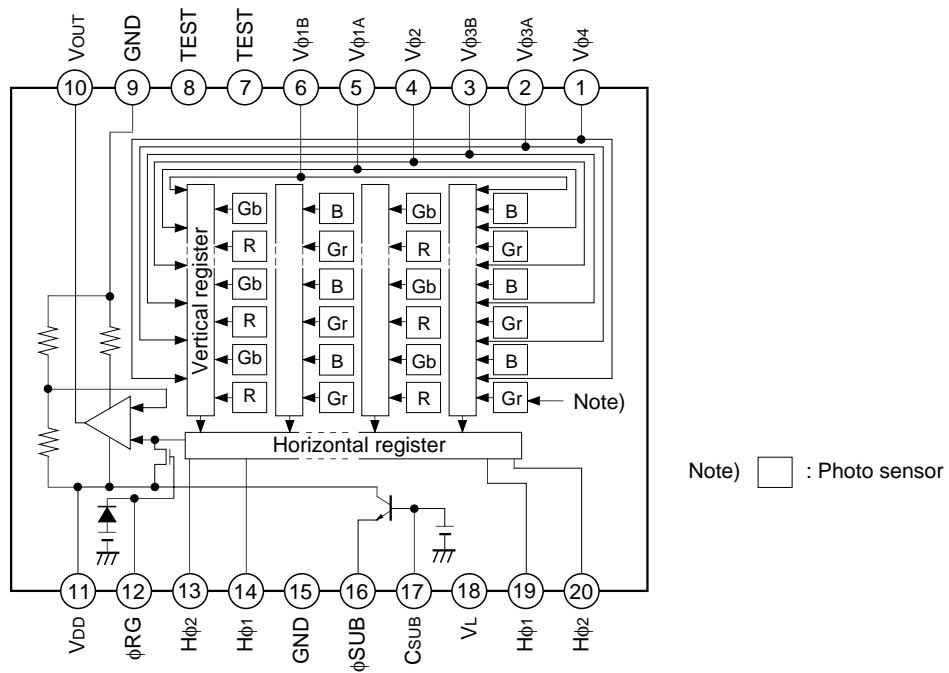 VOUT GND TEST TEST Vϕ1B Vϕ1A Vϕ2 Vϕ3B Vϕ3A Vϕ4
10 9 8 7 6 5 4 3 2 1
Vertical register
Gb B Gb B
R Gr R Gr
Gb B Gb B
R Gr R Gr
Gb B Gb B
R Gr R Gr Note)
Horizontal register
Note) : Photo sensor
11 12 13 14 15 16 17 18 19 20
VDD ϕRG Hϕ2 Hϕ1 GND ϕSUB CSUB VL Hϕ1 Hϕ2